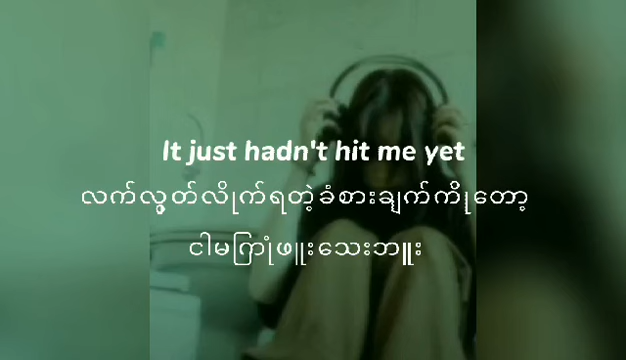 It just hadn't hit me yet
လက်လွှတ်လိုက်ရတဲ့ခံစားချက်ကိုတော့
ငါမကြုံဖူးသေးဘူး